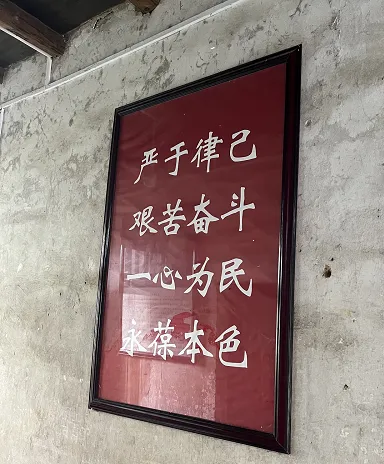 严于律己
艰苦奋斗
一心为民
永葆本色